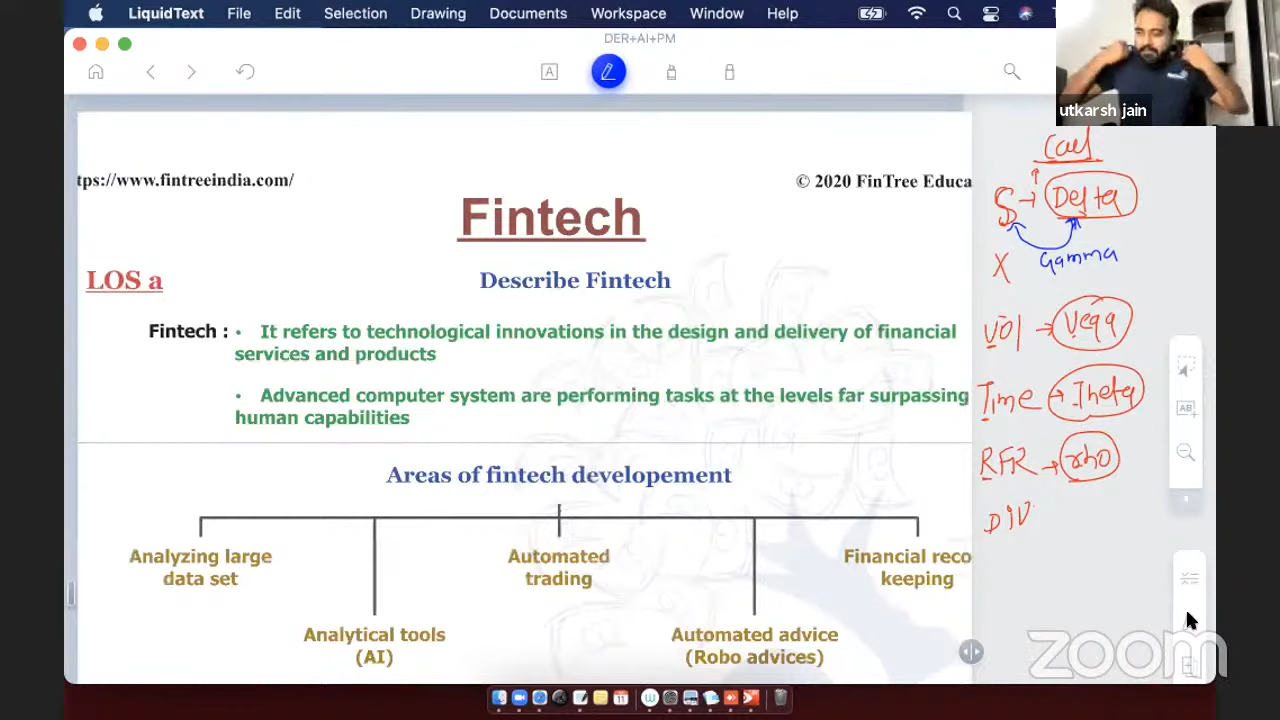 LiquidText File Edit Selection Drawing Documents Workspace Window Help
DER+AI+PM
A
utkarsh jain
tps://www.fintreeindia.com/
© 2020 FinTree Educa
Fintech
LOS a
Describe Fintech
Fintech : • It refers to technological innovations in the design and delivery of financial
services and products
• Advanced computer system are performing tasks at the levels far surpassing
human capabilities
Areas of fintech developement
Analyzing large
data set
Automated
trading
Financial reco
keeping
Analytical tools
(AI)
Automated advice
(Robo advices)
Call
S → Delta
X Gamma
Vol → Vega
Time → Theta
RFR → rho
DIV
AB
11
zoom